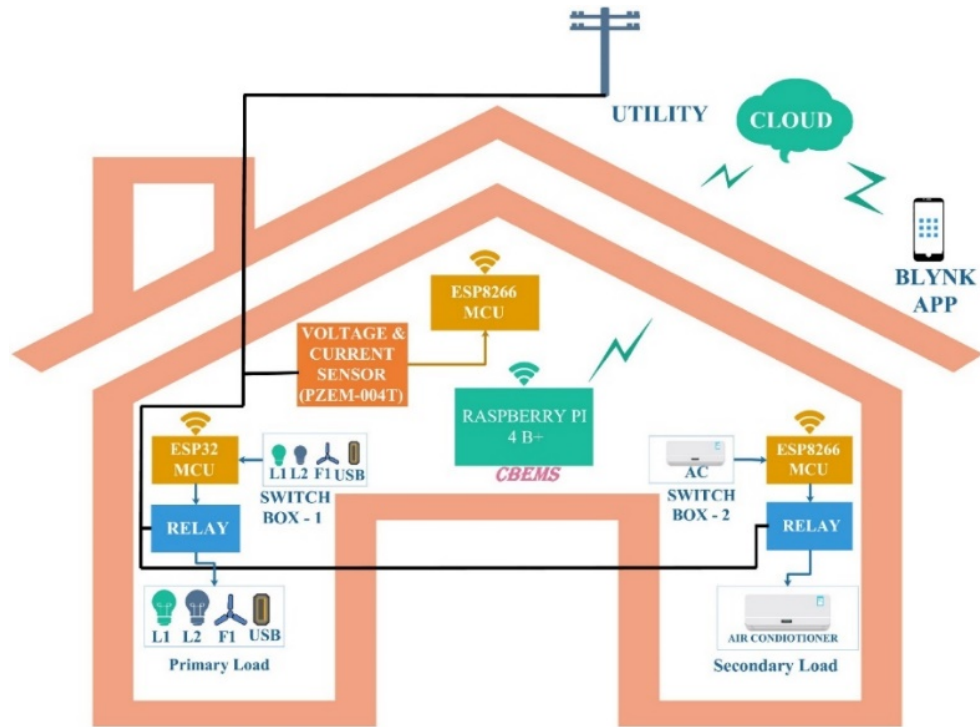 UTILITY
CLOUD
BLYNK
APP
ESP8266
MCU
VOLTAGE &
CURRENT
SENSOR
(PZEM-004T)
RASPBERRY PI
4 B+
CBEMS
ESP32
MCU
L1 L2 F1 USB
SWITCH
BOX - 1
RELAY
L1 L2 F1 USB
Primary Load
AC
SWITCH
BOX - 2
ESP8266
MCU
RELAY
AIR CONDIOTIONER
Secondary Load